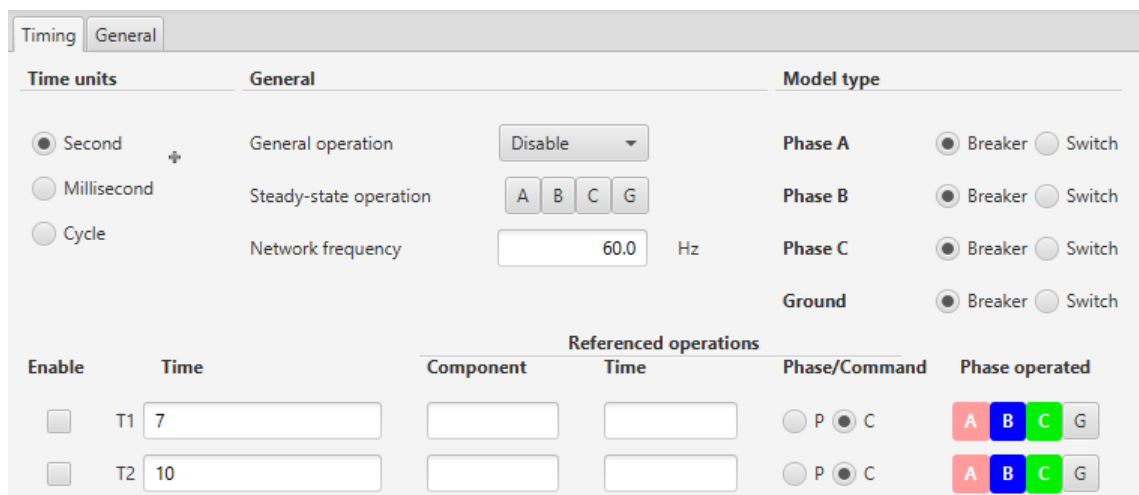 Timing General
Time units General Model type
Second General operation Disable Phase A Breaker Switch
Millisecond Steady-state operation A B C G Phase B Breaker Switch
Cycle Network frequency 60.0 Hz Phase C Breaker Switch
Ground Breaker Switch
Referenced operations
Enable Time Component Time Phase/Command Phase operated
T1 7 P C A B C G
T2 10 P C A B C G